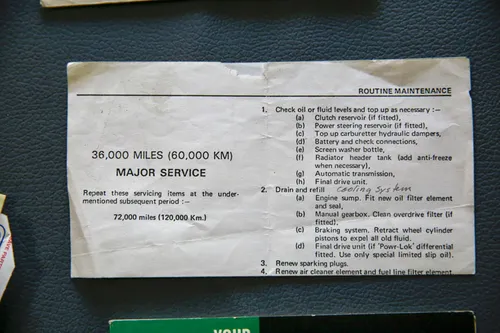 ROUTINE MAINTENANCE
36,000 MILES (60,000 KM)
MAJOR SERVICE
Repeat these servicing items at the under-
mentioned subsequent period :—
72,000 miles (120,000 Km.)
1. Check oil or fluid levels and top up as necessary :—
(a) Clutch reservoir (if fitted),
(b) Power steering reservoir (if fitted),
(c) Top up carburetter hydraulic dampers,
(d) Battery and check connections,
(e) Screen washer bottle,
(f) Radiator header tank (add anti-freeze
when necessary),
(g) Automatic transmission,
(h) Final drive unit.
2. Drain and refill cooling system
(a) Engine sump. Fit new oil filter element
and seal,
(b) Manual gearbox. Clean overdrive filter (if
fitted),
(c) Braking system. Retract wheel cylinder
pistons to expel all old fluid.
(d) Final drive unit (if 'Powr-Lok' differential
fitted. Use only special limited slip oil).
3. Renew sparking plugs.
4. Renew air cleaner element and fuel line filter element
YOUR